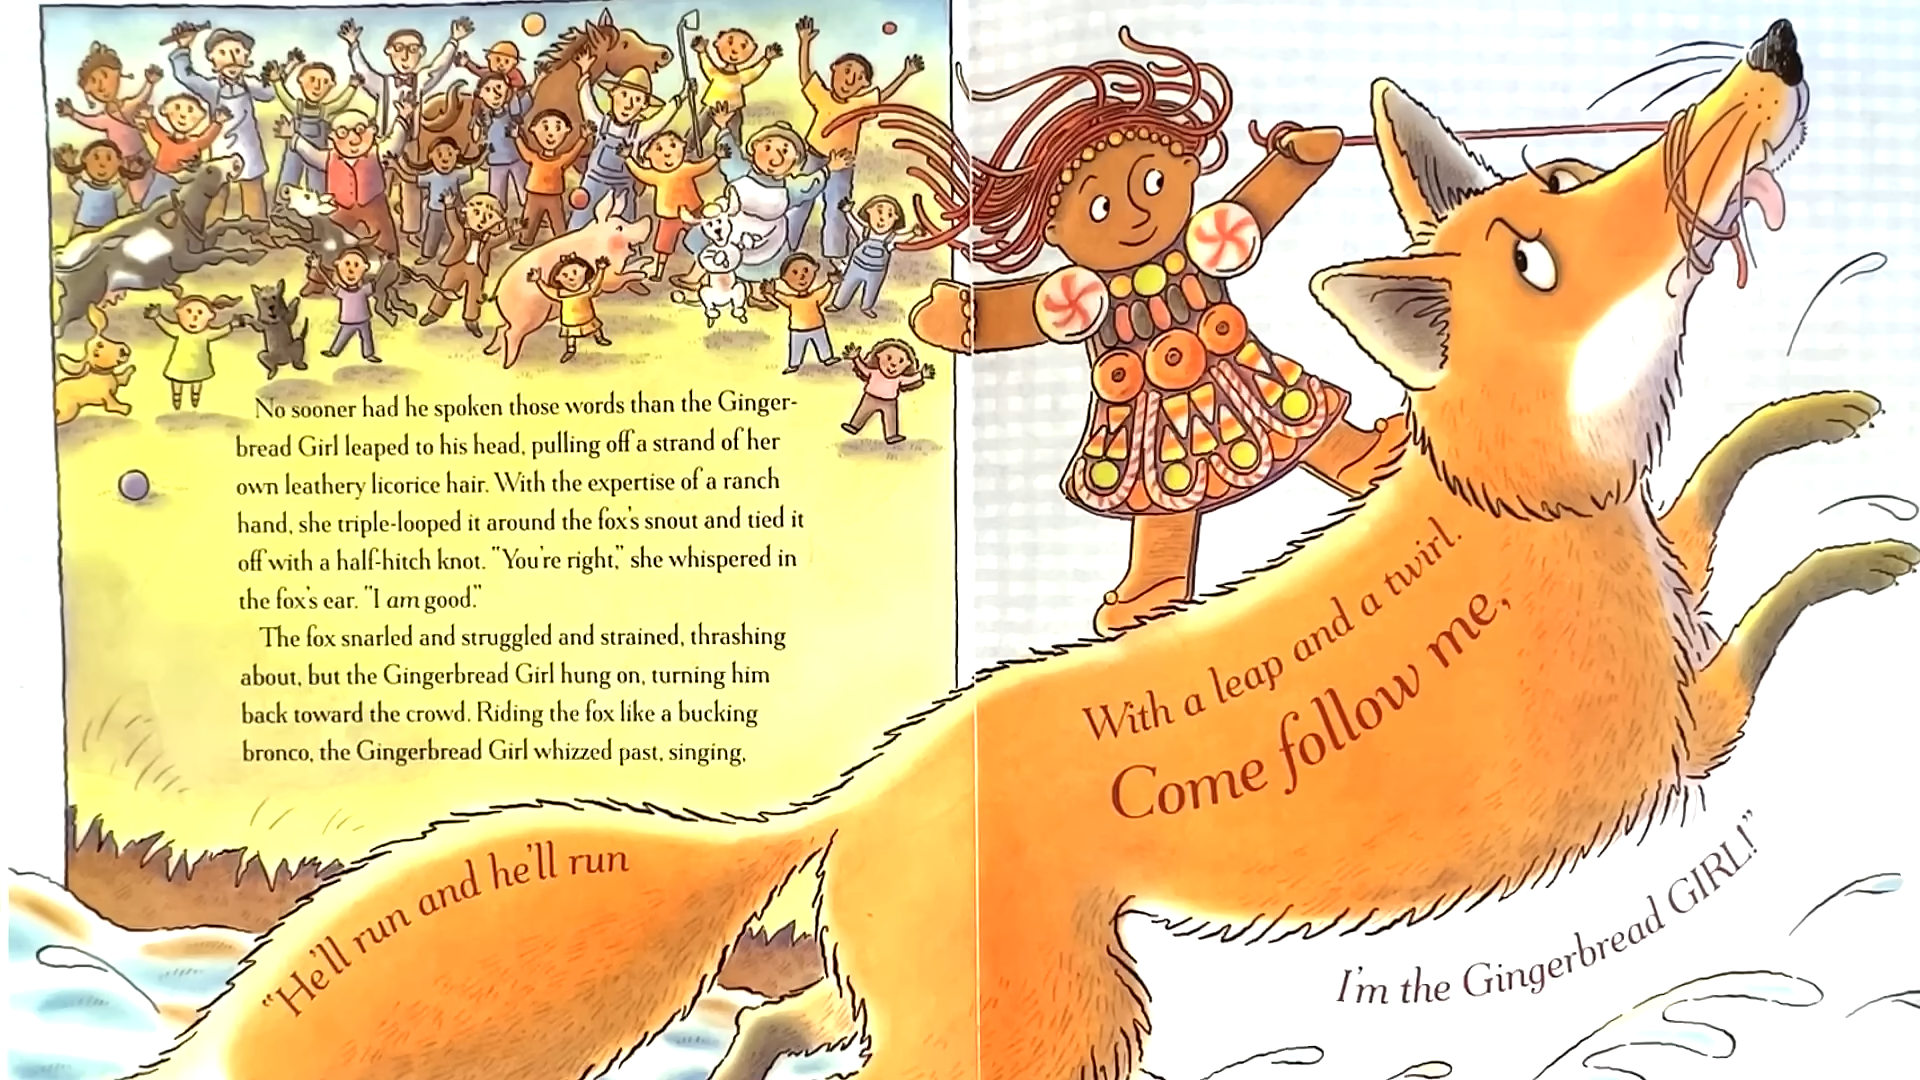 No sooner had he spoken those words than the Ginger-
bread Girl leaped to his head, pulling off a strand of her
own leathery licorice hair. With the expertise of a ranch
hand, she triple-looped it around the fox's snout and tied it
off with a half-hitch knot. "You're right," she whispered in
the fox's ear. "I am good."
The fox snarled and struggled and strained, thrashing
about, but the Gingerbread Girl hung on, turning him
back toward the crowd. Riding the fox like a bucking
bronco, the Gingerbread Girl whizzed past, singing,
"He'll run and he'll run
With a leap and a twirl.
Come follow me,
I'm the Gingerbread GIRL!"